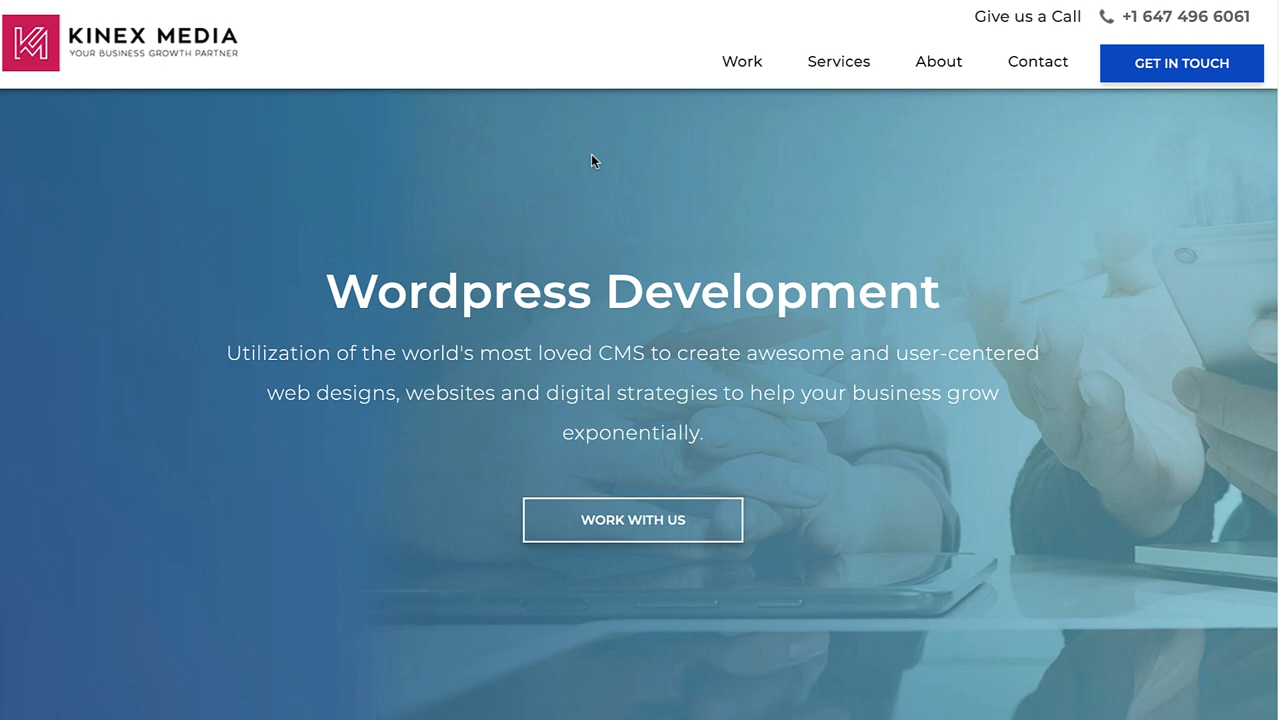 KINEX MEDIA
YOUR BUSINESS GROWTH PARTNER
Give us a Call +1 647 496 6061
Work Services About Contact GET IN TOUCH
Wordpress Development
Utilization of the world's most loved CMS to create awesome and user-centered
web designs, websites and digital strategies to help your business grow
exponentially.
WORK WITH US